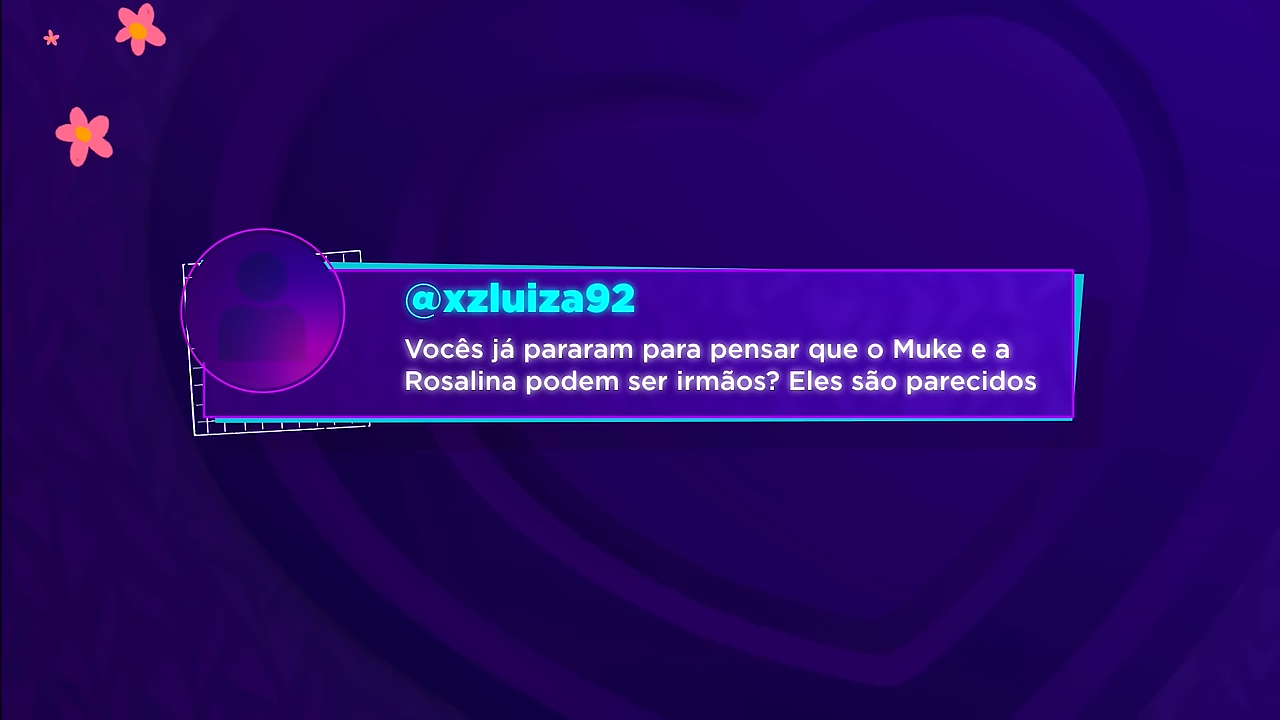 @xzluiza92
Vocês já pararam para pensar que o Muke e a
Rosalina podem ser irmãos? Eles são parecidos